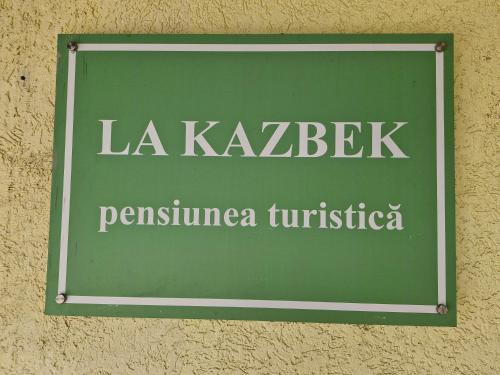 LA KAZBEK
pensiunea turistică